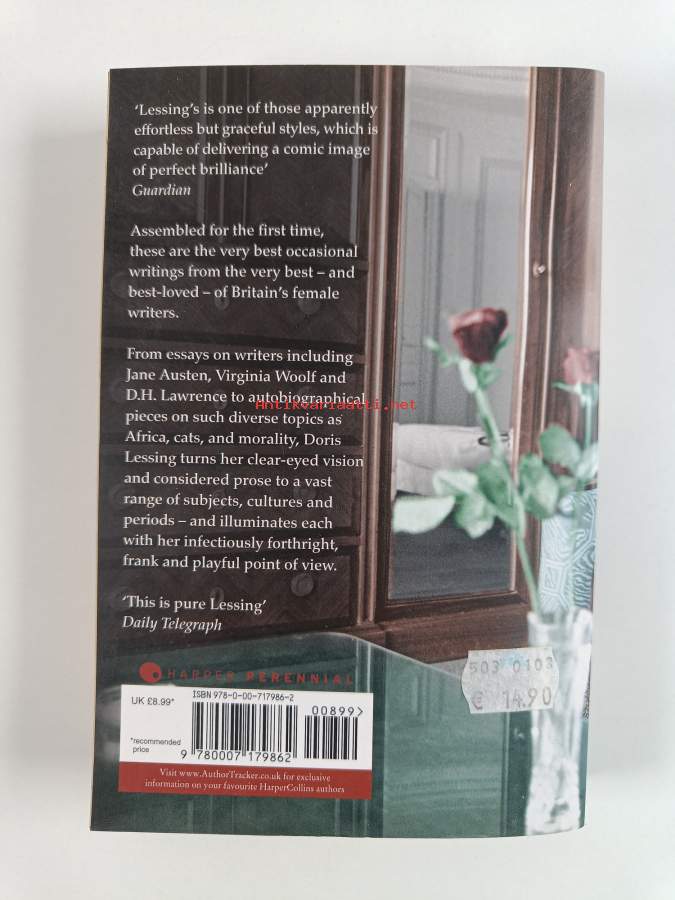 ‘Lessing’s is one of those apparently
effortless but graceful styles, which is
capable of delivering a comic image
of perfect brilliance’
Guardian
Assembled for the first time,
these are the very best occasional
writings from the very best – and
best-loved – of Britain’s female
writers.
From essays on writers including
Jane Austen, Virginia Woolf and
D.H. Lawrence to autobiographical
Antikvariaatti.net
pieces on such diverse topics as
Africa, cats, and morality, Doris
Lessing turns her clear-eyed vision
and considered prose to a vast
range of subjects, cultures and
periods – and illuminates each
with her infectiously forthright,
frank and playful point of view.
‘This is pure Lessing’
Daily Telegraph
HARPER PERENNIAL
503 0103
€ 14.90
UK £8.99*
ISBN 978-0-00-717986-2
00899>
*recommended
price
9 780007 179862
Visit www.AuthorTracker.co.uk for exclusive
information on your favourite HarperCollins authors